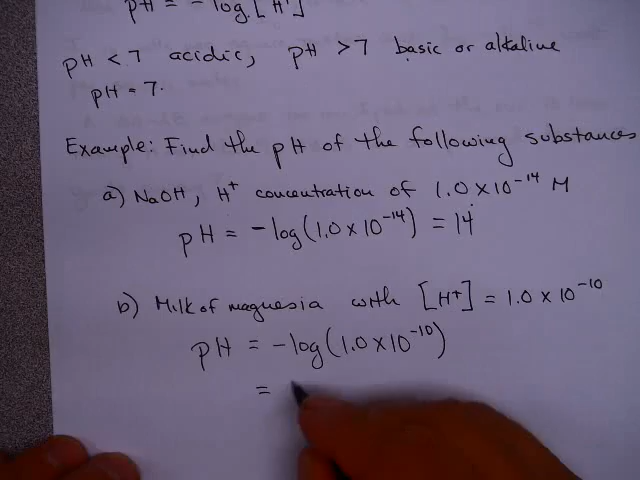 pH = - log [H⁺]
pH < 7 acidic, pH > 7 basic or alkaline
pH = 7.
Example: Find the pH of the following substances
a) NaOH, H⁺ concentration of 1.0 x 10⁻¹⁴ M
pH = -log(1.0 x 10⁻¹⁴) = 14
b) Milk of magnesia with [H⁺] = 1.0 x 10⁻¹⁰
pH = -log(1.0 x 10⁻¹⁰)
=